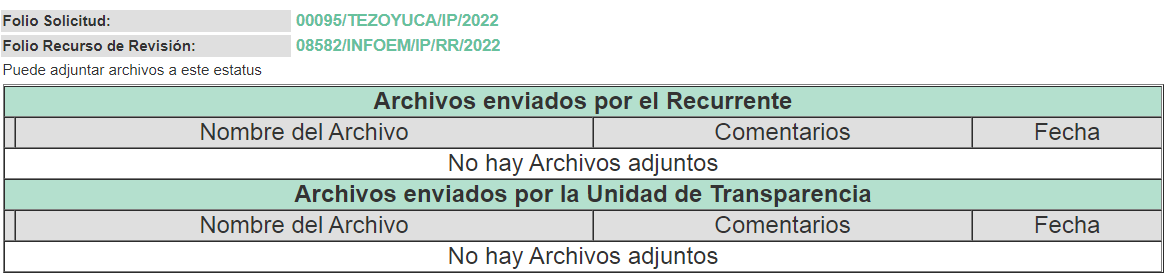 Folio Solicitud: 00095/TEZOYUCA/IP/2022
Folio Recurso de Revisión: 08582/INFOEM/IP/RR/2022
Puede adjuntar archivos a este estatus
Archivos enviados por el Recurrente
Nombre del Archivo Comentarios Fecha
No hay Archivos adjuntos
Archivos enviados por la Unidad de Transparencia
Nombre del Archivo Comentarios Fecha
No hay Archivos adjuntos